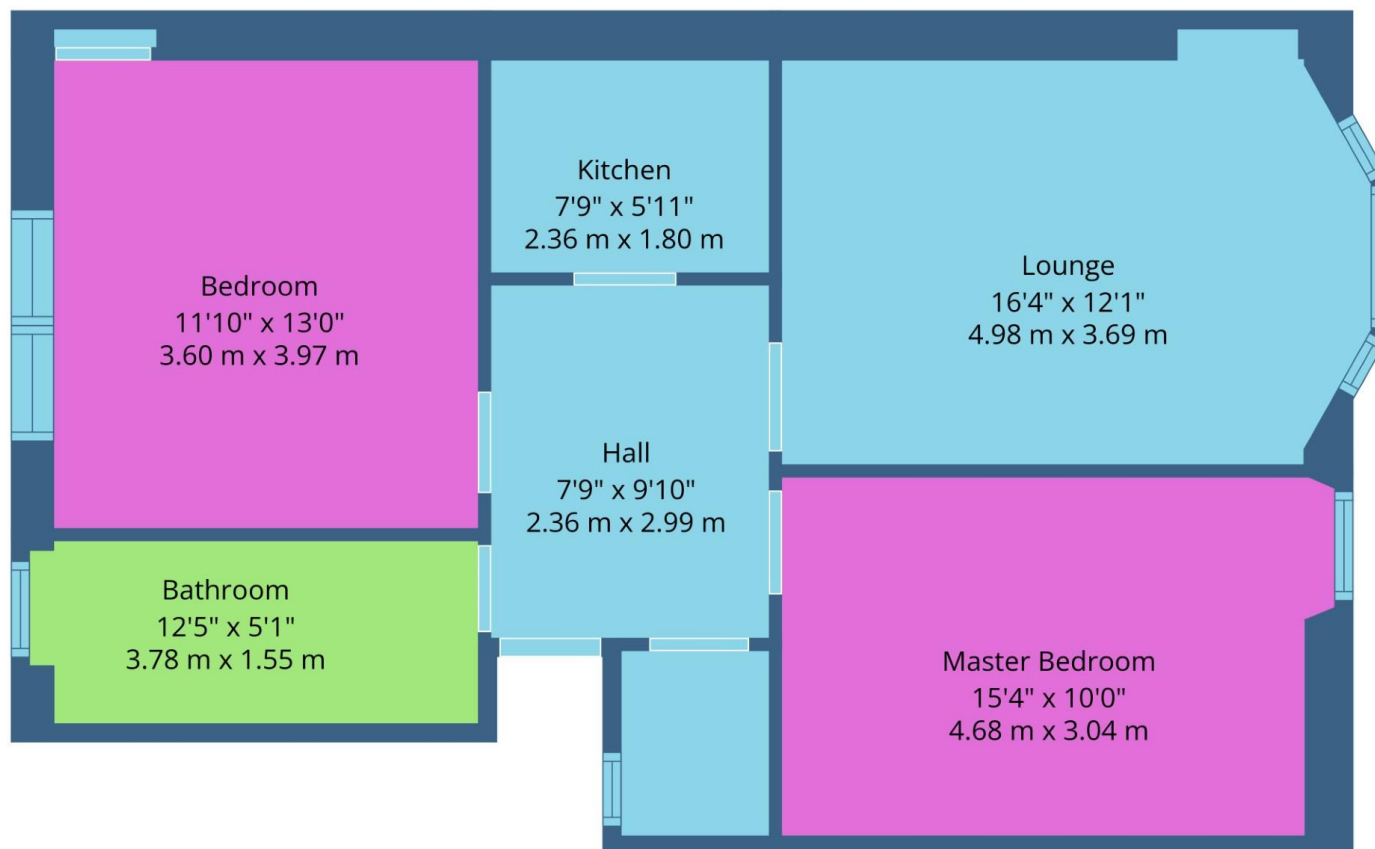 Kitchen
7'9" x 5'11"
2.36 m x 1.80 m
Lounge
16'4" x 12'1"
4.98 m x 3.69 m
Bedroom
11'10" x 13'0"
3.60 m x 3.97 m
Hall
7'9" x 9'10"
2.36 m x 2.99 m
Bathroom
12'5" x 5'1"
3.78 m x 1.55 m
Master Bedroom
15'4" x 10'0"
4.68 m x 3.04 m